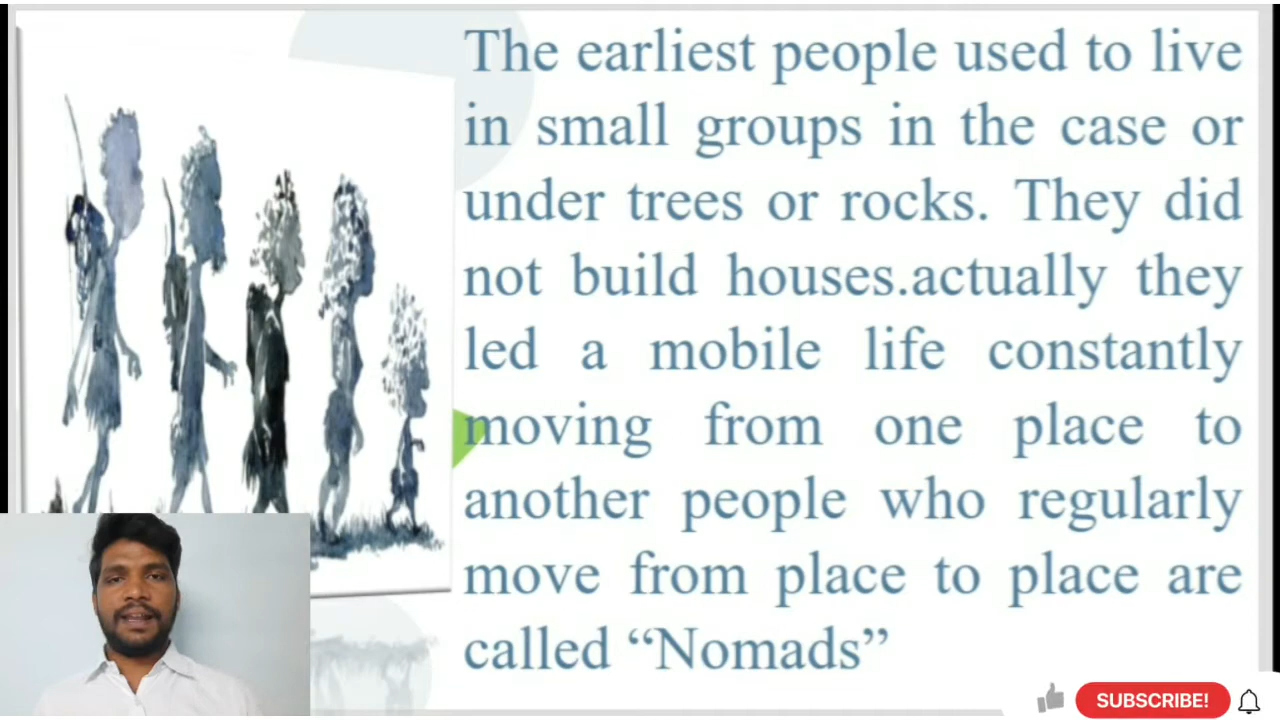 The earliest people used to live
in small groups in the case or
under trees or rocks. They did
not build houses.actually they
led a mobile life constantly
moving from one place to
another people who regularly
move from place to place are
called “Nomads”
SUBSCRIBE!